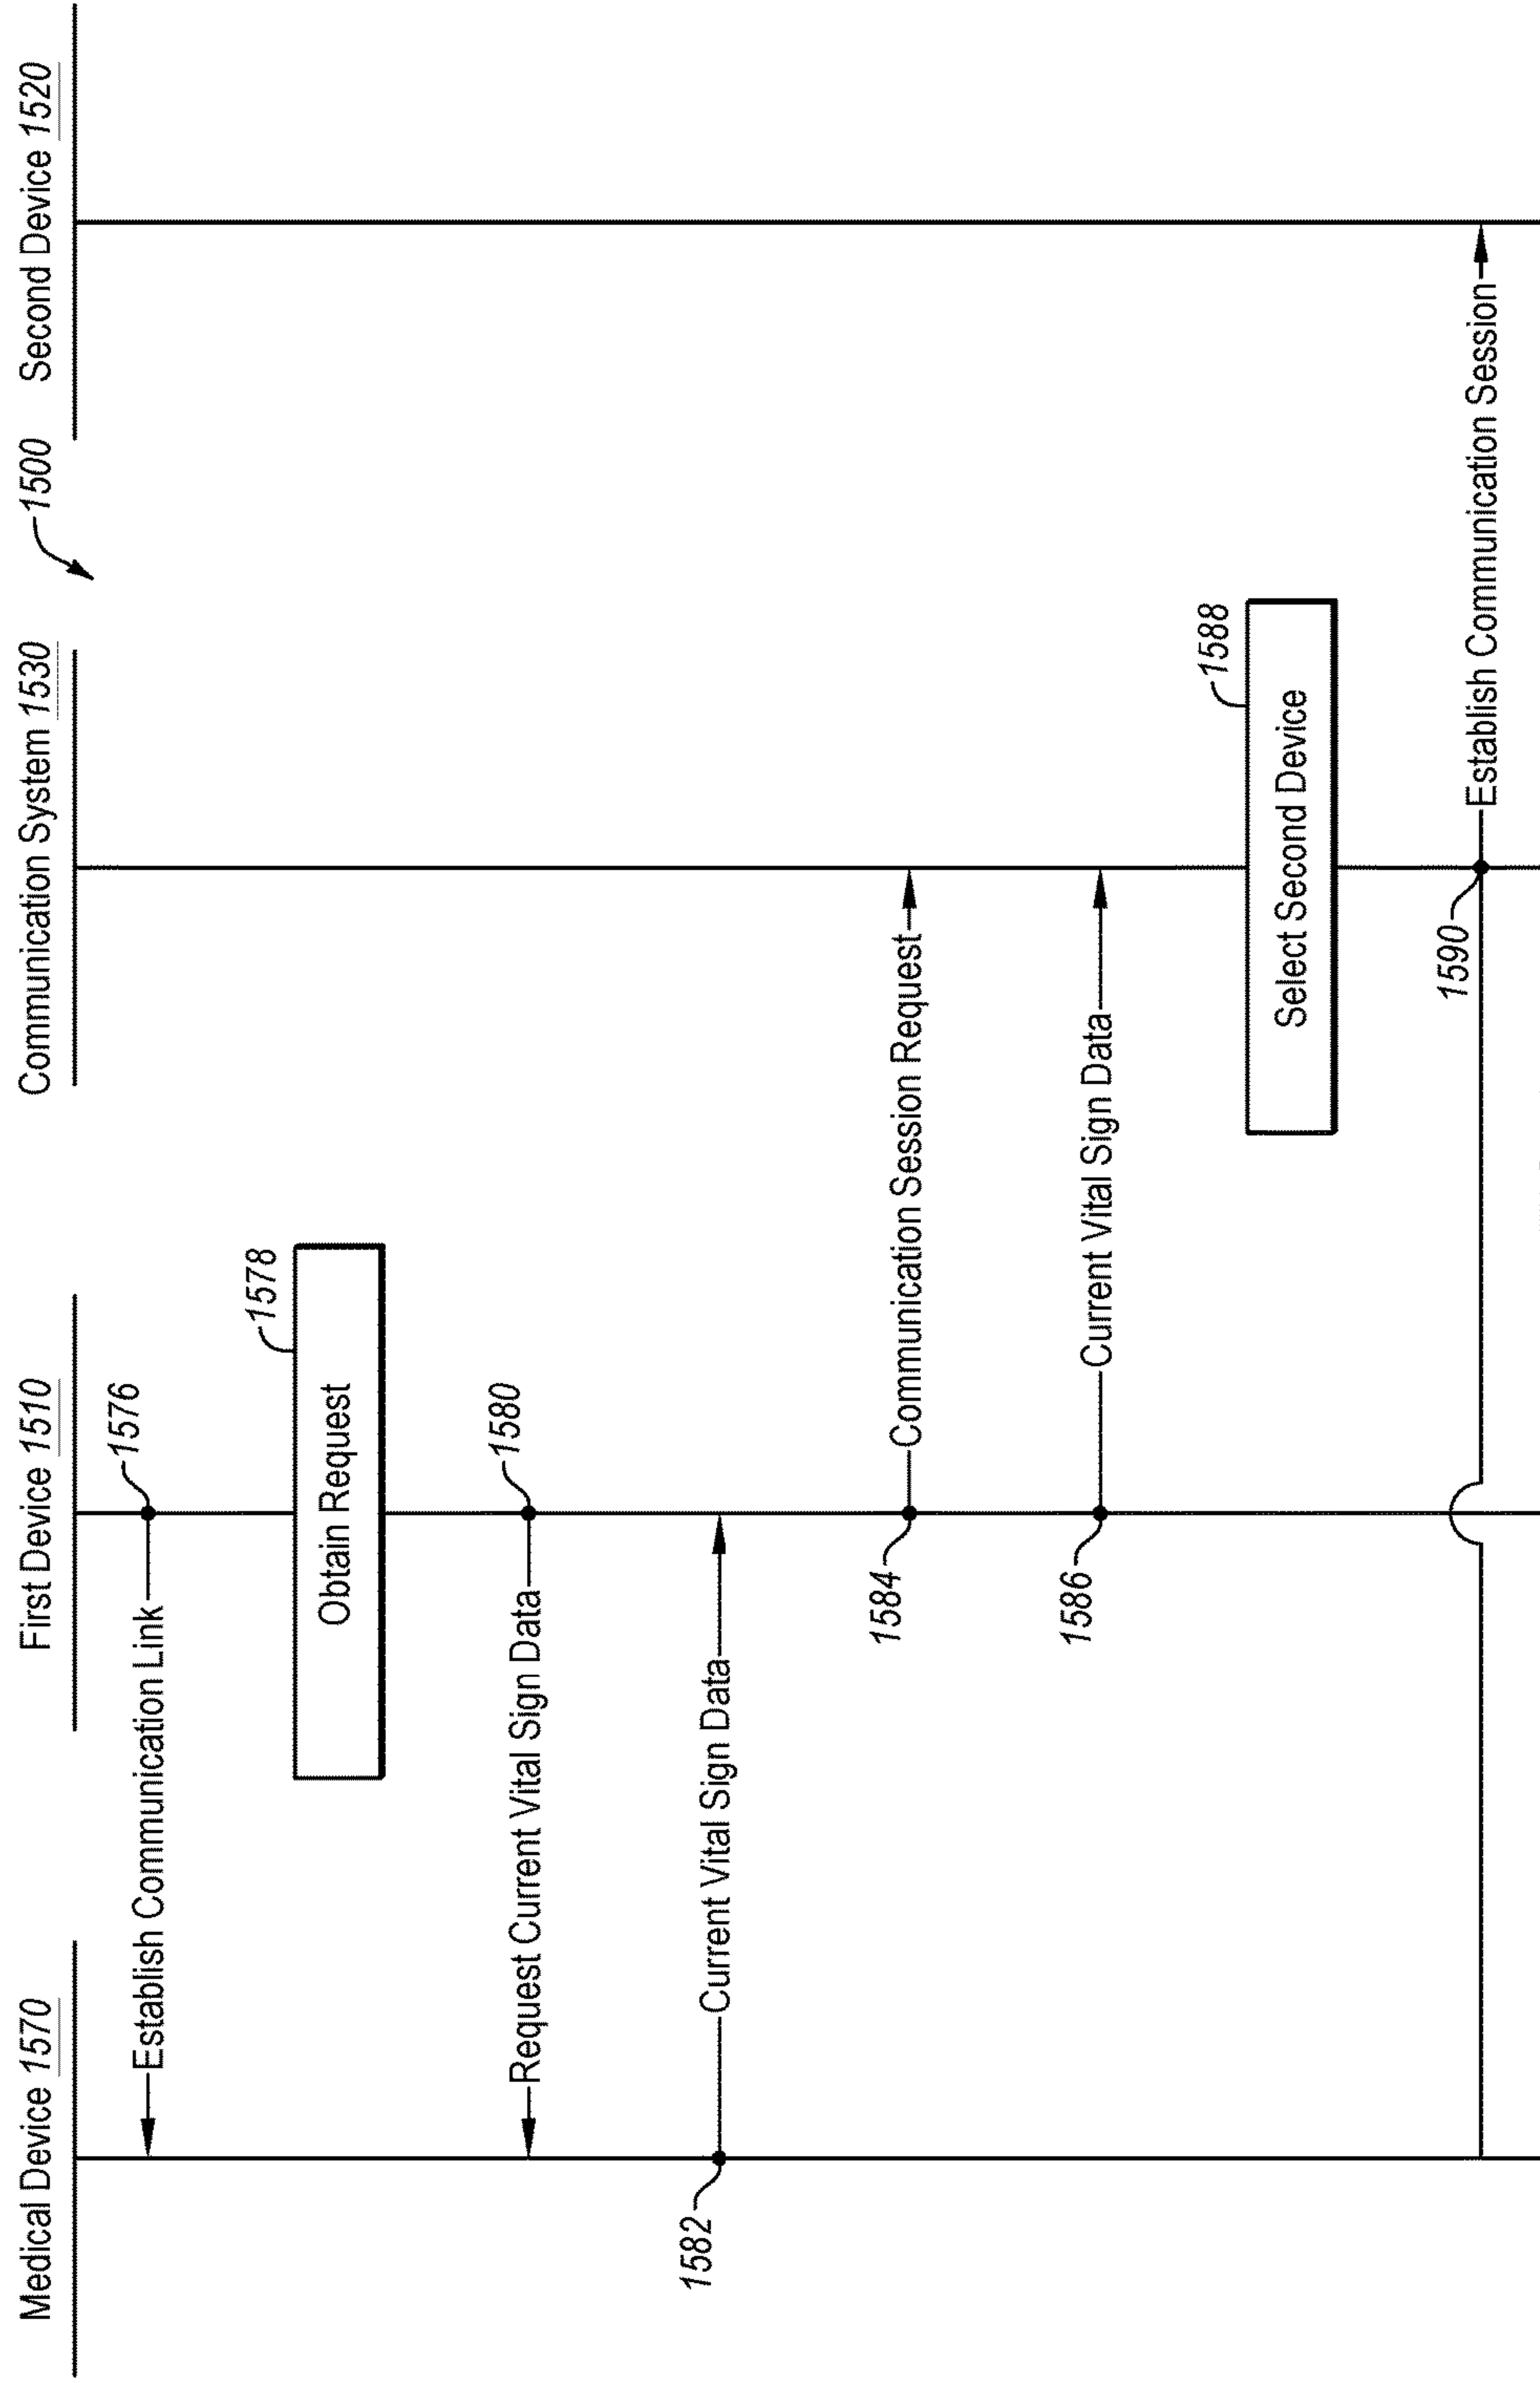 Medical Device 1570
First Device 1510
Communication System 1530
1500
Second Device 1520
Establish Communication Link
1576
Obtain Request
1578
Request Current Vital Sign Data
1580
1582
Current Vital Sign Data
1584
Communication Session Request
1586
Current Vital Sign Data
Select Second Device
1588
1590
Establish Communication Session